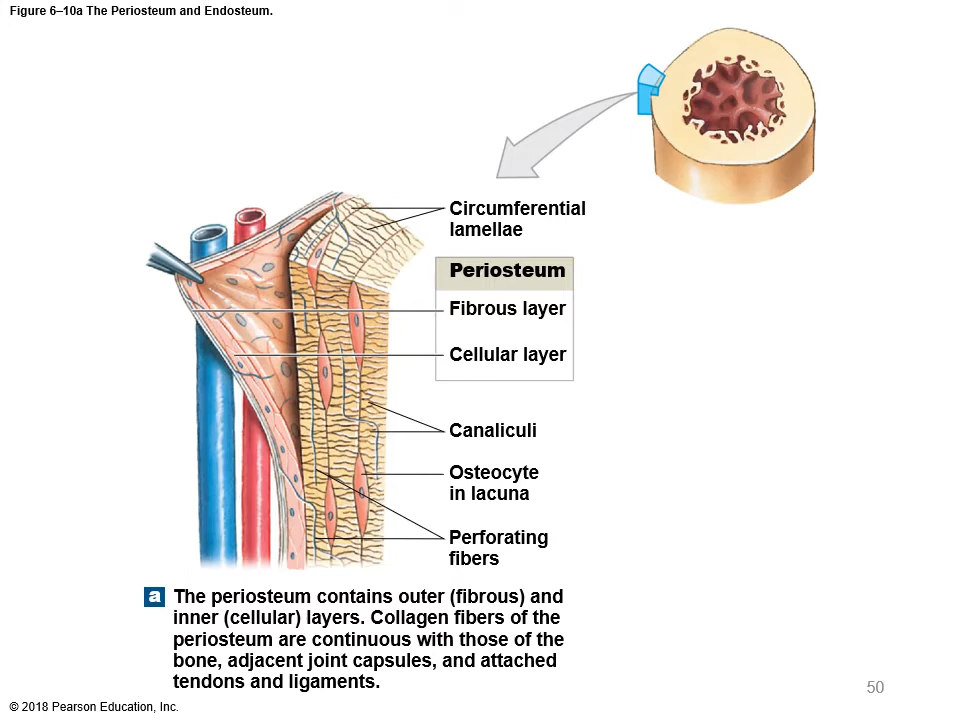 Figure 6–10a The Periosteum and Endosteum.
Circumferential
lamellae
Periosteum
Fibrous layer
Cellular layer
Canaliculi
Osteocyte
in lacuna
Perforating
fibers
a The periosteum contains outer (fibrous) and
inner (cellular) layers. Collagen fibers of the
periosteum are continuous with those of the
bone, adjacent joint capsules, and attached
tendons and ligaments.
50
© 2018 Pearson Education, Inc.